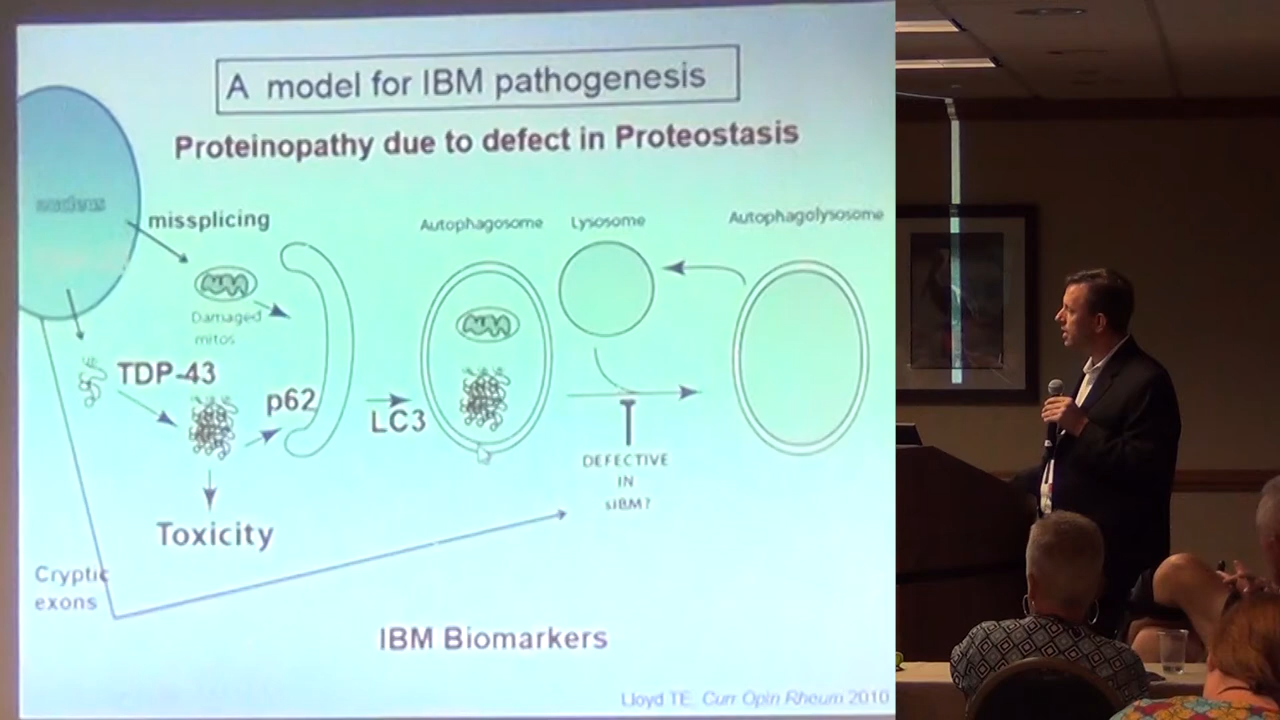 A model for IBM pathogenesis
Proteinopathy due to defect in Proteostasis
nucleus
missplicing
Autophagosome
Lysosome
Autophagolysosome
Damaged
mitos
TDP-43
p62
LC3
DEFECTIVE
IN
sIBM?
Toxicity
Cryptic
exons
IBM Biomarkers
Lloyd TE. Curr Opin Rheum 2010